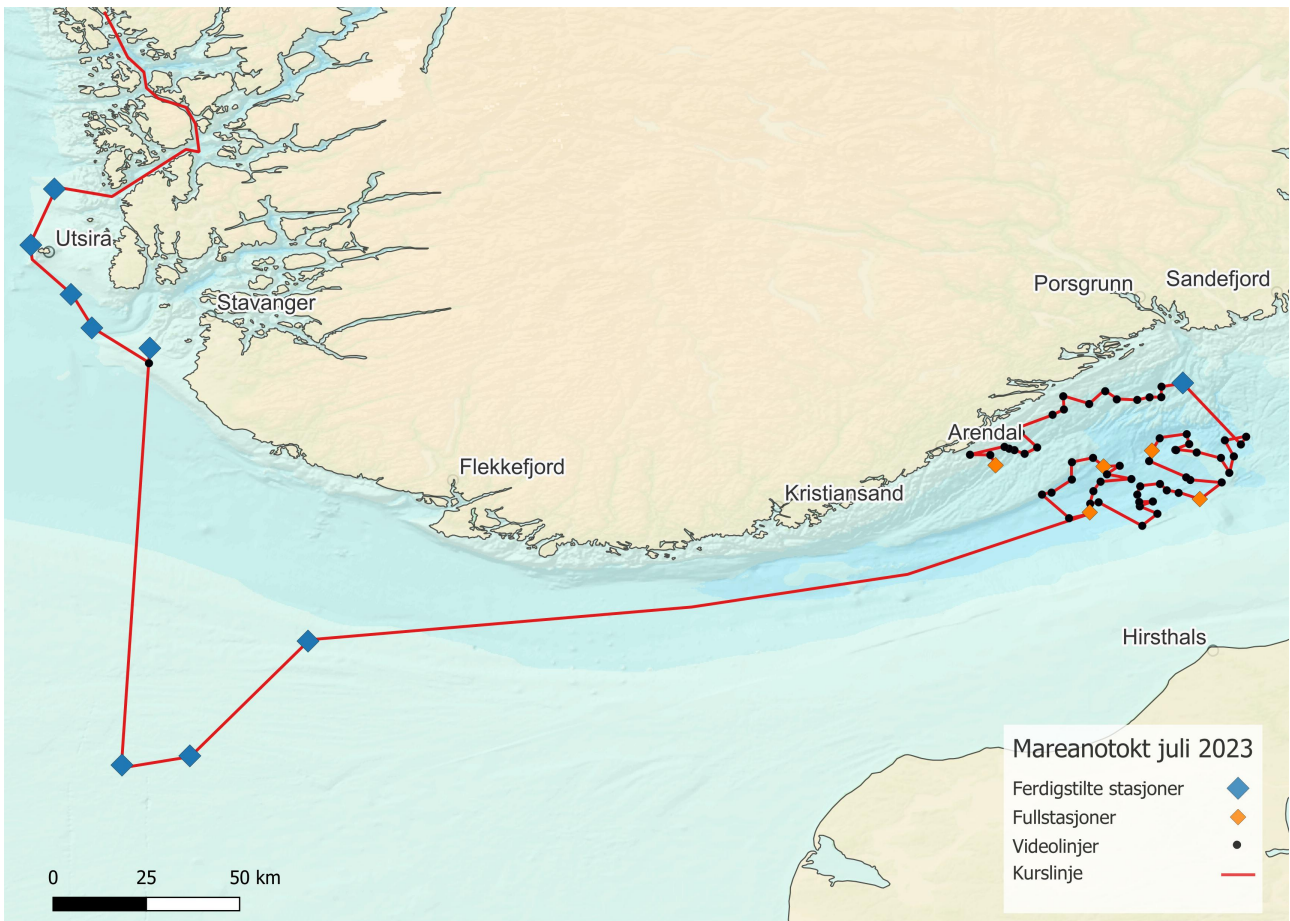 Utsira
Stavanger
Porsgrunn
Sandefjord
Arendal
Flekkefjord
Kristiansand
Hirsthals
Mareanotokt juli 2023
Ferdigstilte stasjoner
Fullstasjoner
Videolinjer
Kurslinje
0 25 50 km